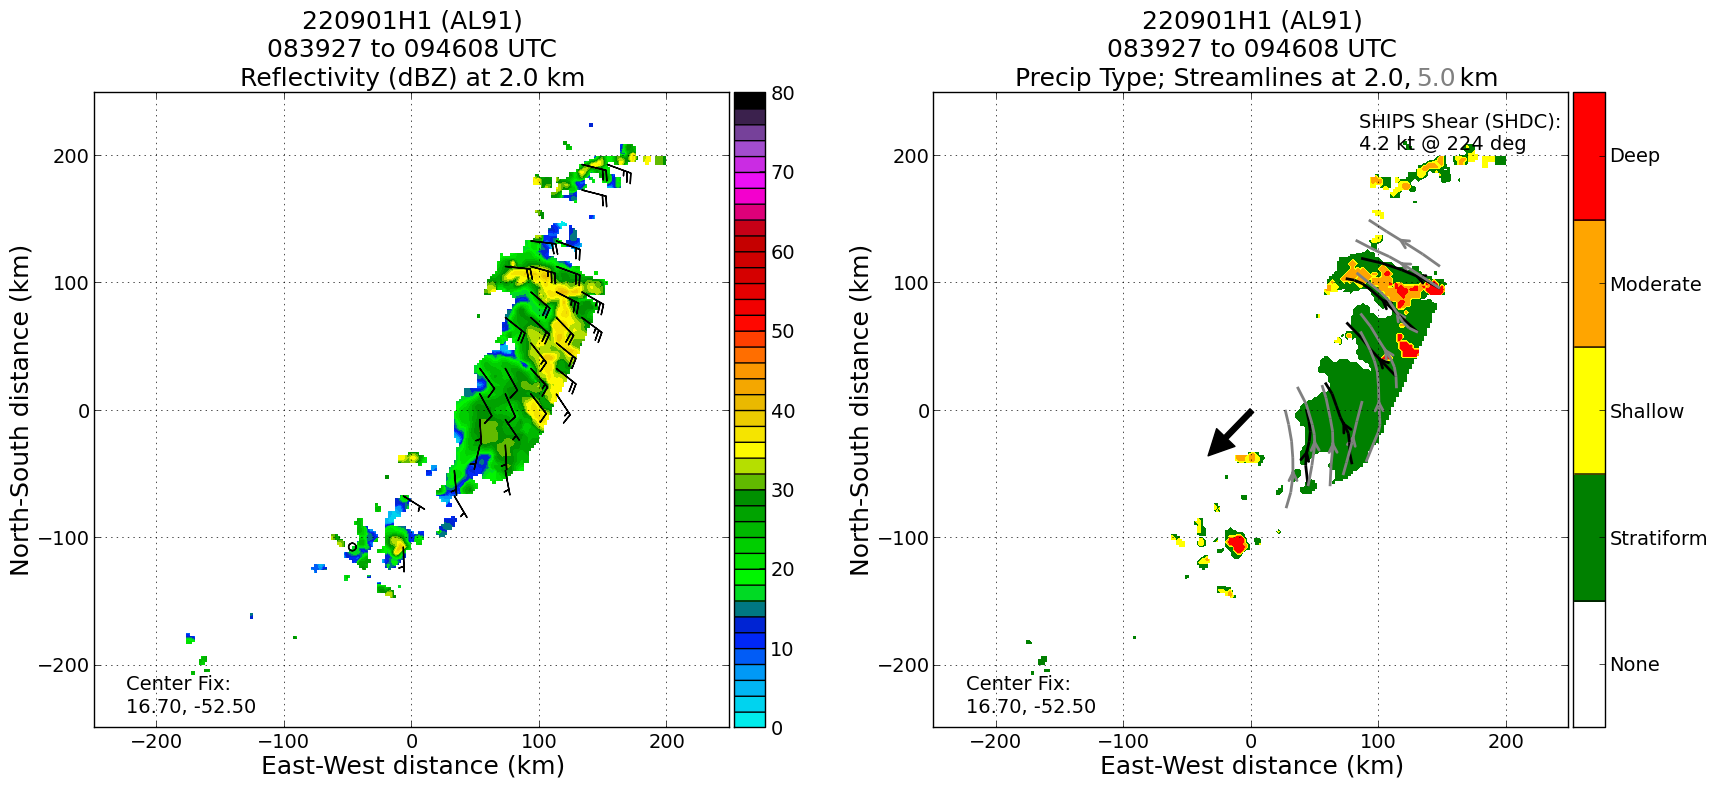 220901H1 (AL91)
083927 to 094608 UTC
Reflectivity (dBZ) at 2.0 km
North-South distance (km)
200
100
0
−100
−200
Center Fix:
16.70, -52.50
−200 −100 0 100 200
East-West distance (km)
80
70
60
50
40
30
20
10
0
220901H1 (AL91)
083927 to 094608 UTC
Precip Type; Streamlines at 2.0, 5.0 km
North-South distance (km)
200
100
0
−100
−200
SHIPS Shear (SHDC):
4.2 kt @ 224 deg
Center Fix:
16.70, -52.50
−200 −100 0 100 200
East-West distance (km)
Deep
Moderate
Shallow
Stratiform
None